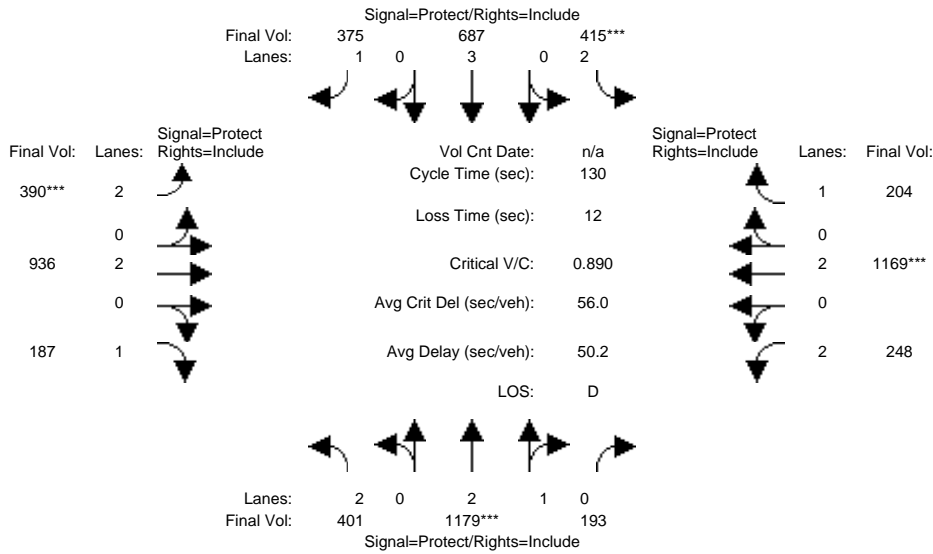 Signal=Protect/Rights=Include
Final Vol: 375 687 415***
Lanes: 1 0 3 0 2
Signal=Protect
Final Vol: Lanes: Rights=Include
Vol Cnt Date: n/a
Signal=Protect
Rights=Include Lanes: Final Vol:
Cycle Time (sec): 130
390*** 2
1 204
Loss Time (sec): 12
0
0
936 2
Critical V/C: 0.890
2 1169***
0
Avg Crit Del (sec/veh): 56.0
0
187 1
Avg Delay (sec/veh): 50.2
2 248
LOS: D
Lanes: 2 0 2 1 0
Final Vol: 401 1179*** 193
Signal=Protect/Rights=Include